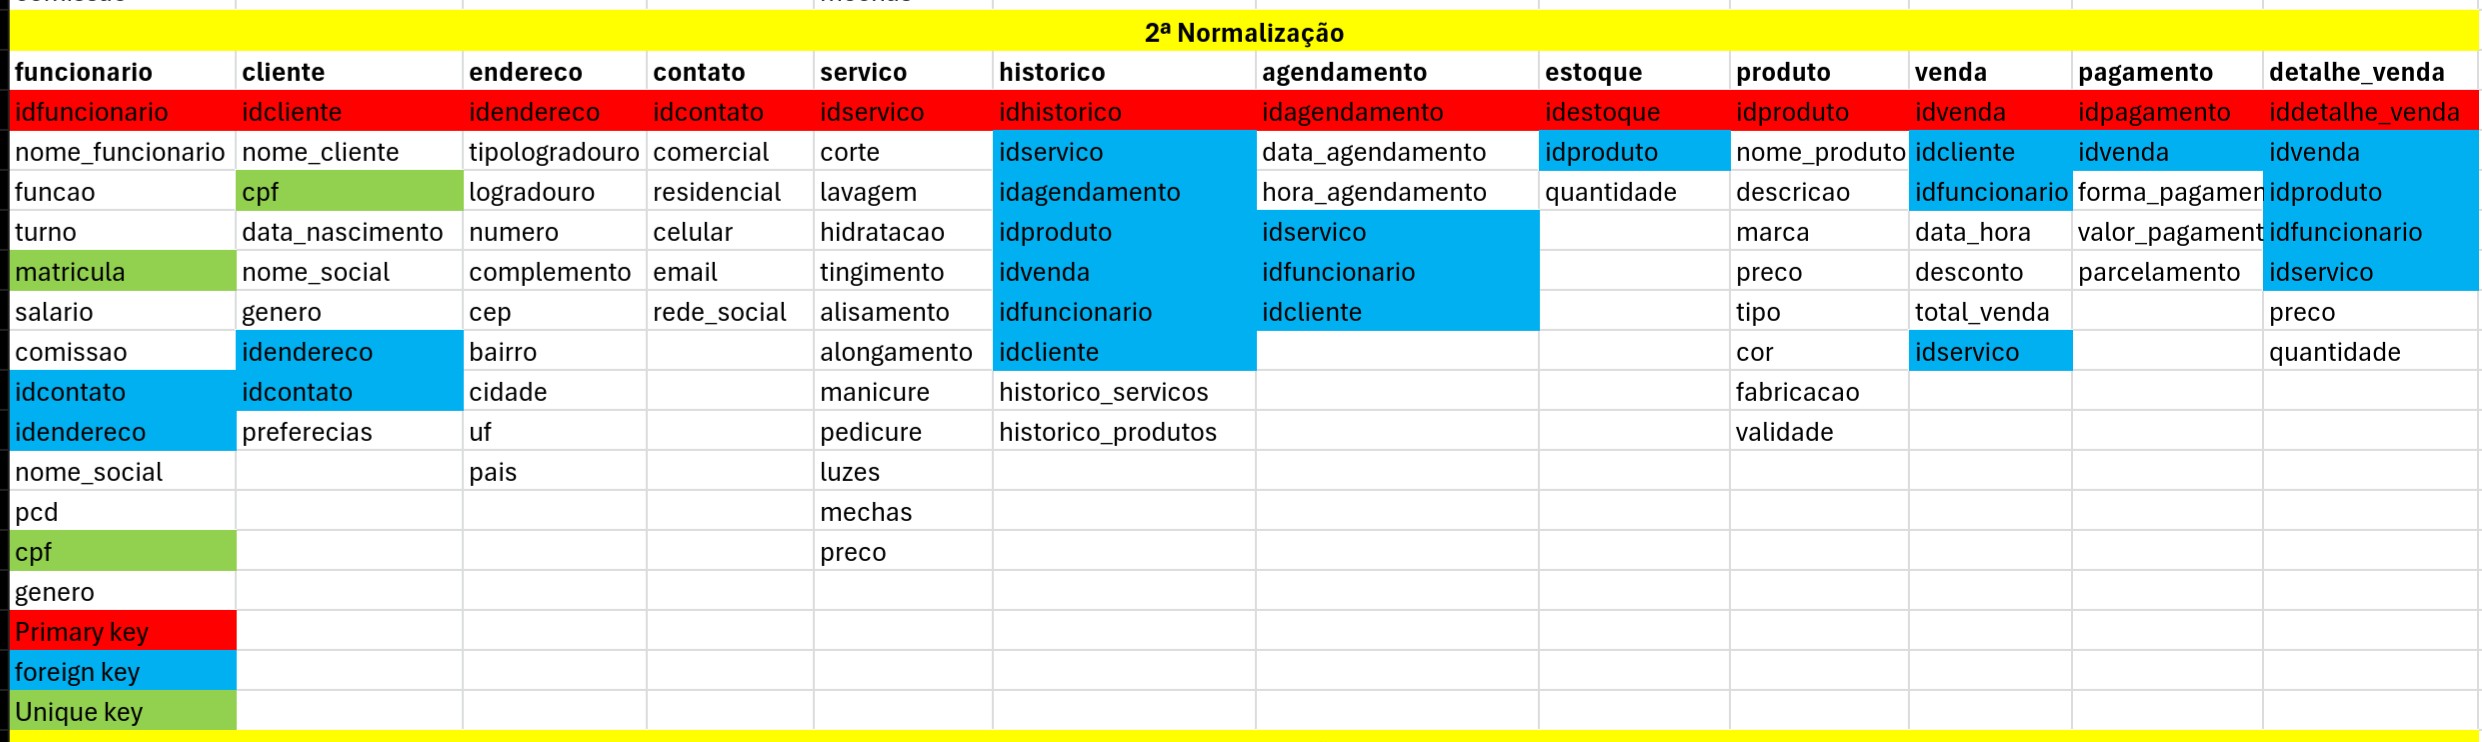 2ª Normalização
funcionario cliente endereco contato servico historico agendamento estoque produto venda pagamento detalhe_venda
idfuncionario idcliente idendereco idcontato idservico idhistorico idagendamento idestoque idproduto idvenda idpagamento iddetalhe_venda
nome_funcionario nome_cliente tipologradouro comercial corte idservico data_agendamento idproduto nome_produto idcliente idvenda idvenda
funcao cpf logradouro residencial lavagem idagendamento hora_agendamento quantidade descricao idfuncionario forma_pagamen idproduto
turno data_nascimento numero celular hidratacao idproduto idservico marca data_hora valor_pagament idfuncionario
matricula nome_social complemento email tingimento idvenda idfuncionario preco desconto parcelamento idservico
salario genero cep rede_social alisamento idfuncionario idcliente tipo total_venda preco
comissao idendereco bairro alongamento idcliente cor idservico quantidade
idcontato idcontato cidade manicure historico_servicos fabricacao
idendereco preferecias uf pedicure historico_produtos validade
nome_social pais luzes
pcd mechas
cpf preco
genero
Primary key
foreign key
Unique key